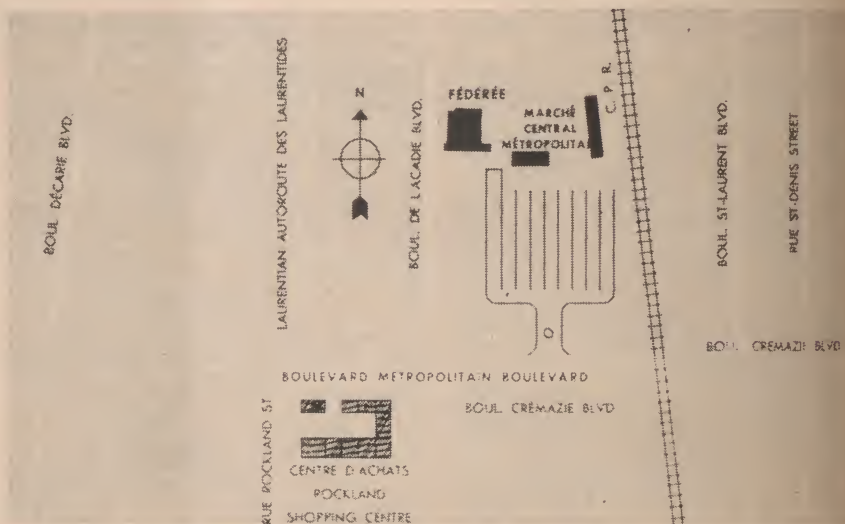 BOUL DÉCARIE BLVD.
LAURENTIAN AUTOROUTE DES LAURENTIDES
N
BOUL. DE L'ACADIE BLVD.
FÉDÉRÉE
MARCHÉ
CENTRAL
MÉTROPOLITAIN
C. P. R.
BOUL ST-LAURENT BLVD.
RUE ST-DENIS STREET
BOUL CRÉMAZIE BLVD
BOULEVARD MÉTROPOLITAIN BOULEVARD
BOUL. CRÉMAZIE BLVD
RUE ROCKLAND ST
CENTRE D'ACHATS
ROCKLAND
SHOPPING CENTRE